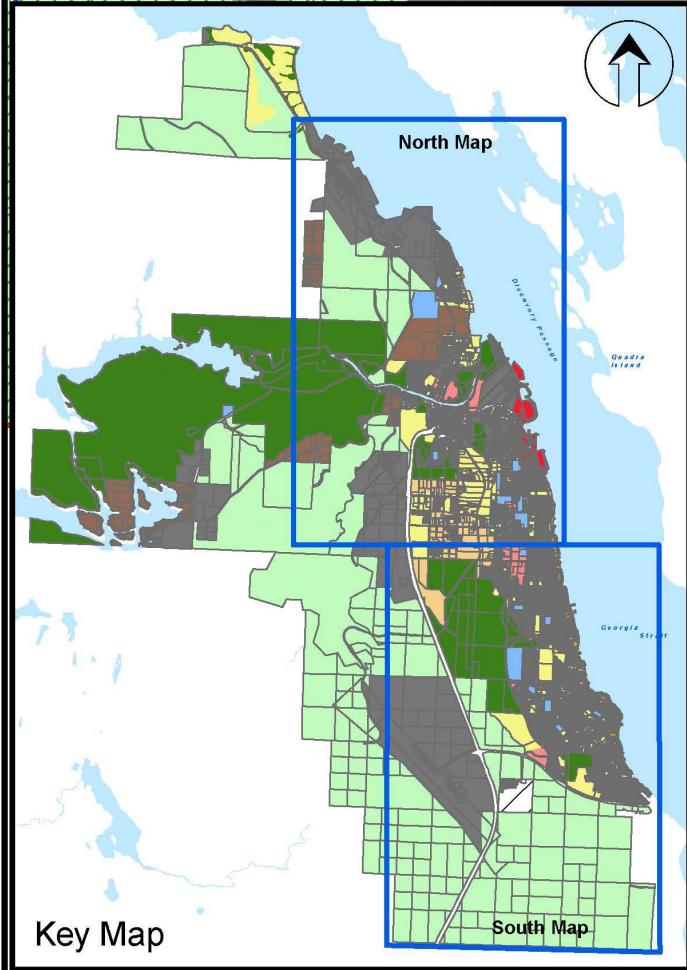 North Map
Discovery Passage
Quadra
Island
Georgia
Strait
South Map
Key Map